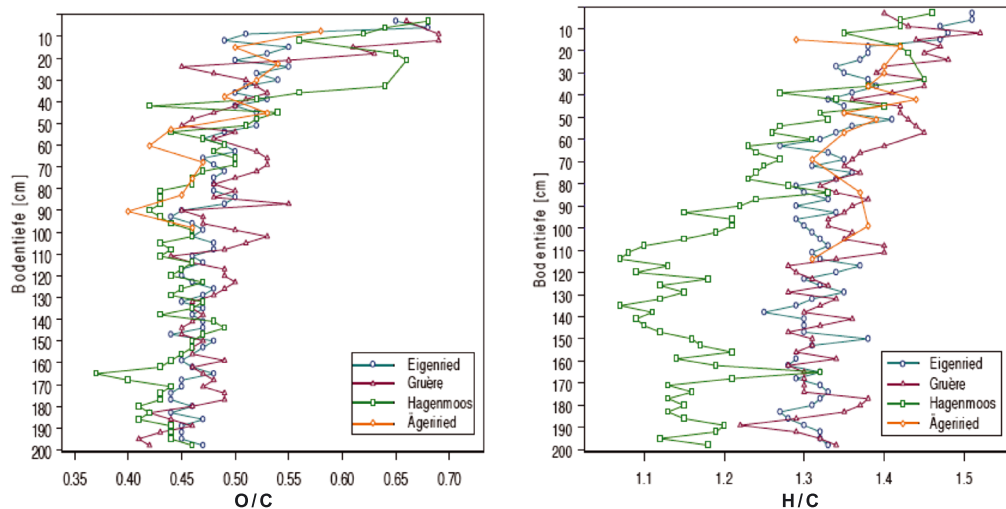 Bodentiefe [cm]
10
20
30
40
50
60
70
80
90
100
110
120
130
140
150
160
170
180
190
200
0.35 0.40 0.45 0.50 0.55 0.60 0.65 0.70
O/C
Eigenried
Gruère
Hagenmoos
Ägeriried
Bodentiefe [cm]
10
20
30
40
50
60
70
80
90
100
110
120
130
140
150
160
170
180
190
200
1.1 1.2 1.3 1.4 1.5
H/C
Eigenried
Gruère
Hagenmoos
Ägeriried